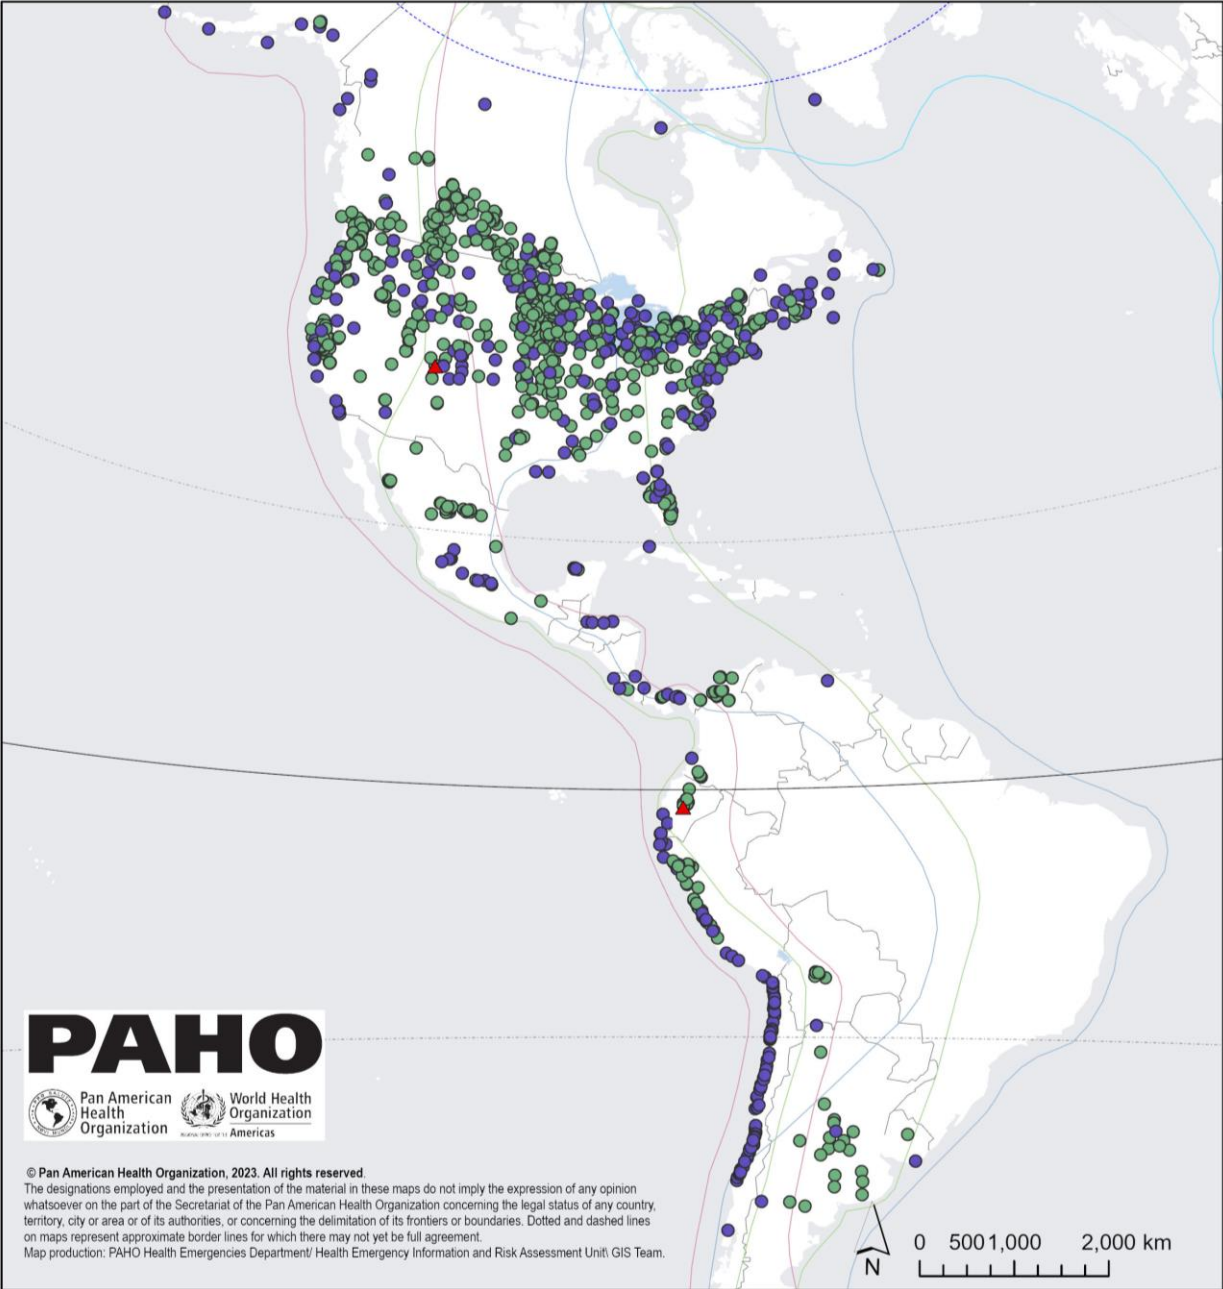 PAHO
Pan American
Health
Organization
World Health
Organization
Americas
© Pan American Health Organization, 2023. All rights reserved.
The designations employed and the presentation of the material in these maps do not imply the expression of any opinion
whatsoever on the part of the Secretariat of the Pan American Health Organization concerning the legal status of any country,
territory, city or area or of its authorities, or concerning the delimitation of its frontiers or boundaries. Dotted and dashed lines
on maps represent approximate border lines for which there may not yet be full agreement.
Map production: PAHO Health Emergencies Department/ Health Emergency Information and Risk Assessment Unit\ GIS Team.
N
0 500 1,000 2,000 km